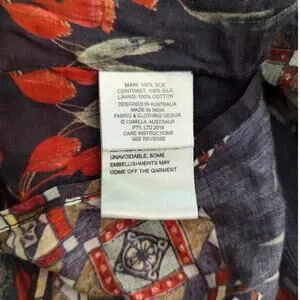 MAIN: 100% SILK
CONTRAST: 100% SILK
LINING: 100% COTTON
DESIGNED IN AUSTRALIA
MADE IN INDIA
FABRIC & CLOTHING DESIGN
© CAMILLA AUSTRALIA
PTY. LTD 2016
CARE INSTRUCTIONS
SEE REVERSE
UNAVOIDABLE, SOME
EMBELLISHMENTS MAY
COME OFF THE GARMENT